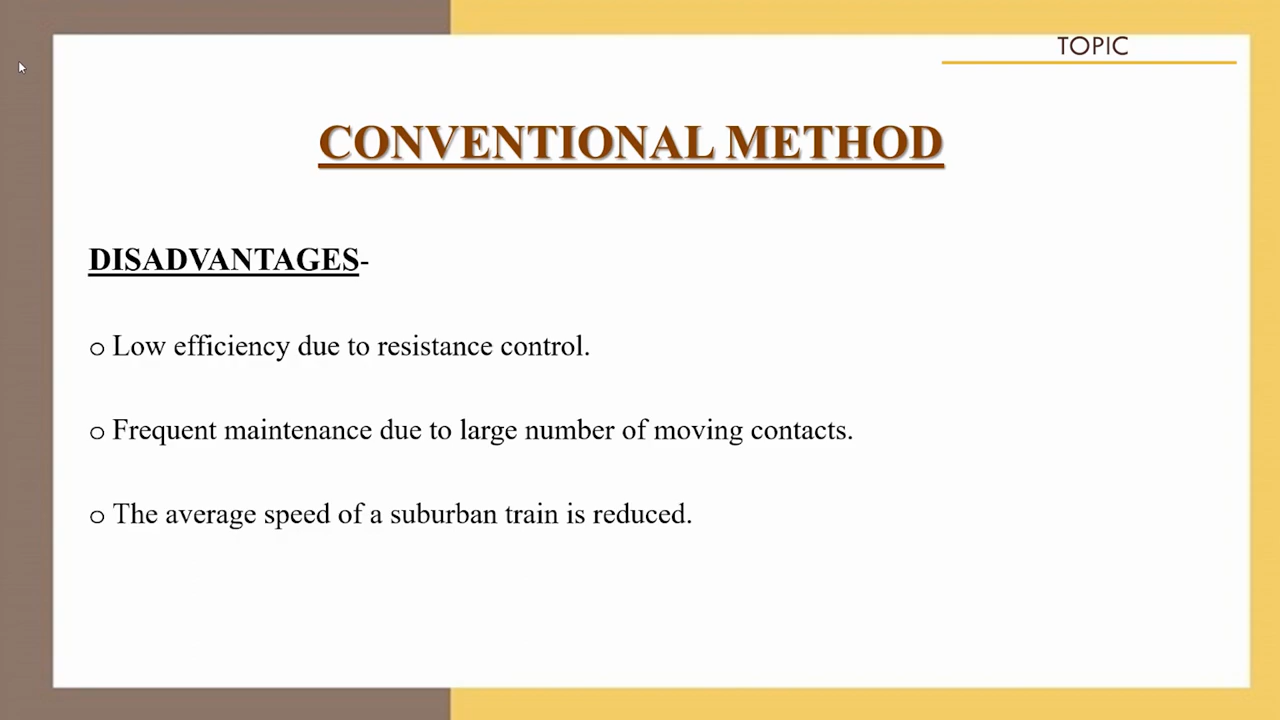 TOPIC
CONVENTIONAL METHOD
DISADVANTAGES-
o Low efficiency due to resistance control.
o Frequent maintenance due to large number of moving contacts.
o The average speed of a suburban train is reduced.